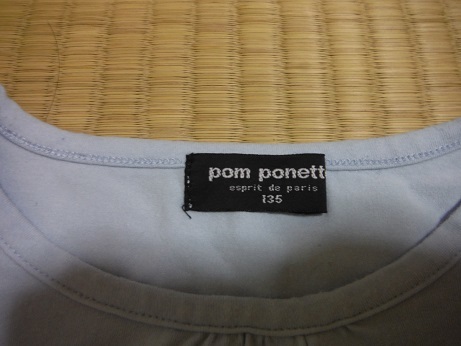 pom ponett
esprit de paris
135